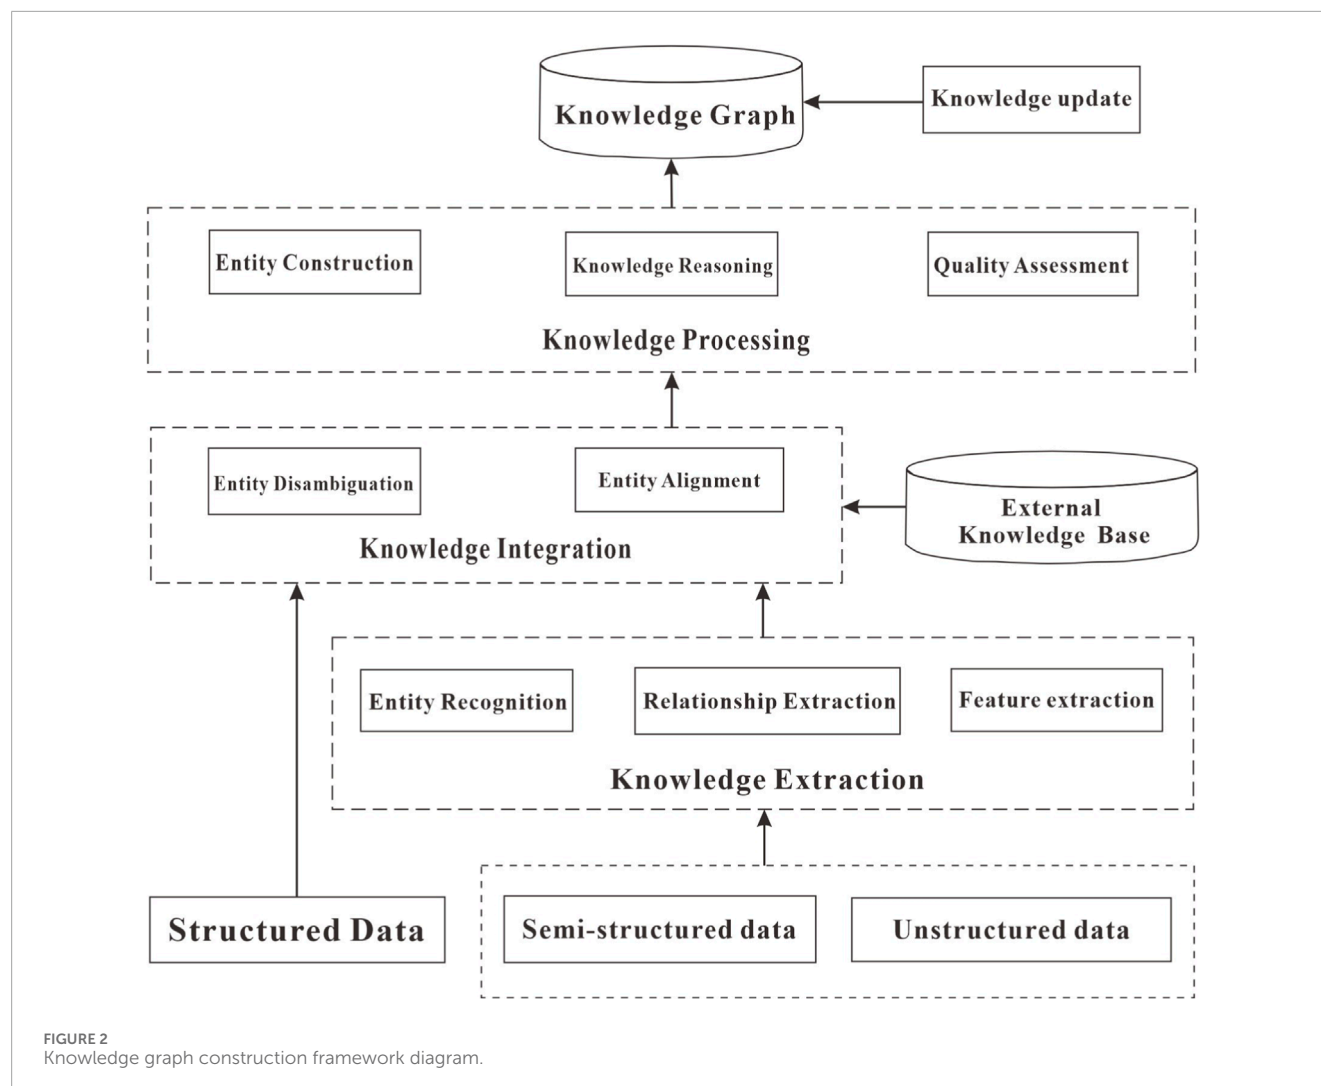 Knowledge Graph
Knowledge update
Entity Construction
Knowledge Reasoning
Quality Assessment
Knowledge Processing
Entity Disambiguation
Entity Alignment
Knowledge Integration
External
Knowledge Base
Entity Recognition
Relationship Extraction
Feature extraction
Knowledge Extraction
Structured Data
Semi-structured data
Unstructured data
FIGURE 2
Knowledge graph construction framework diagram.